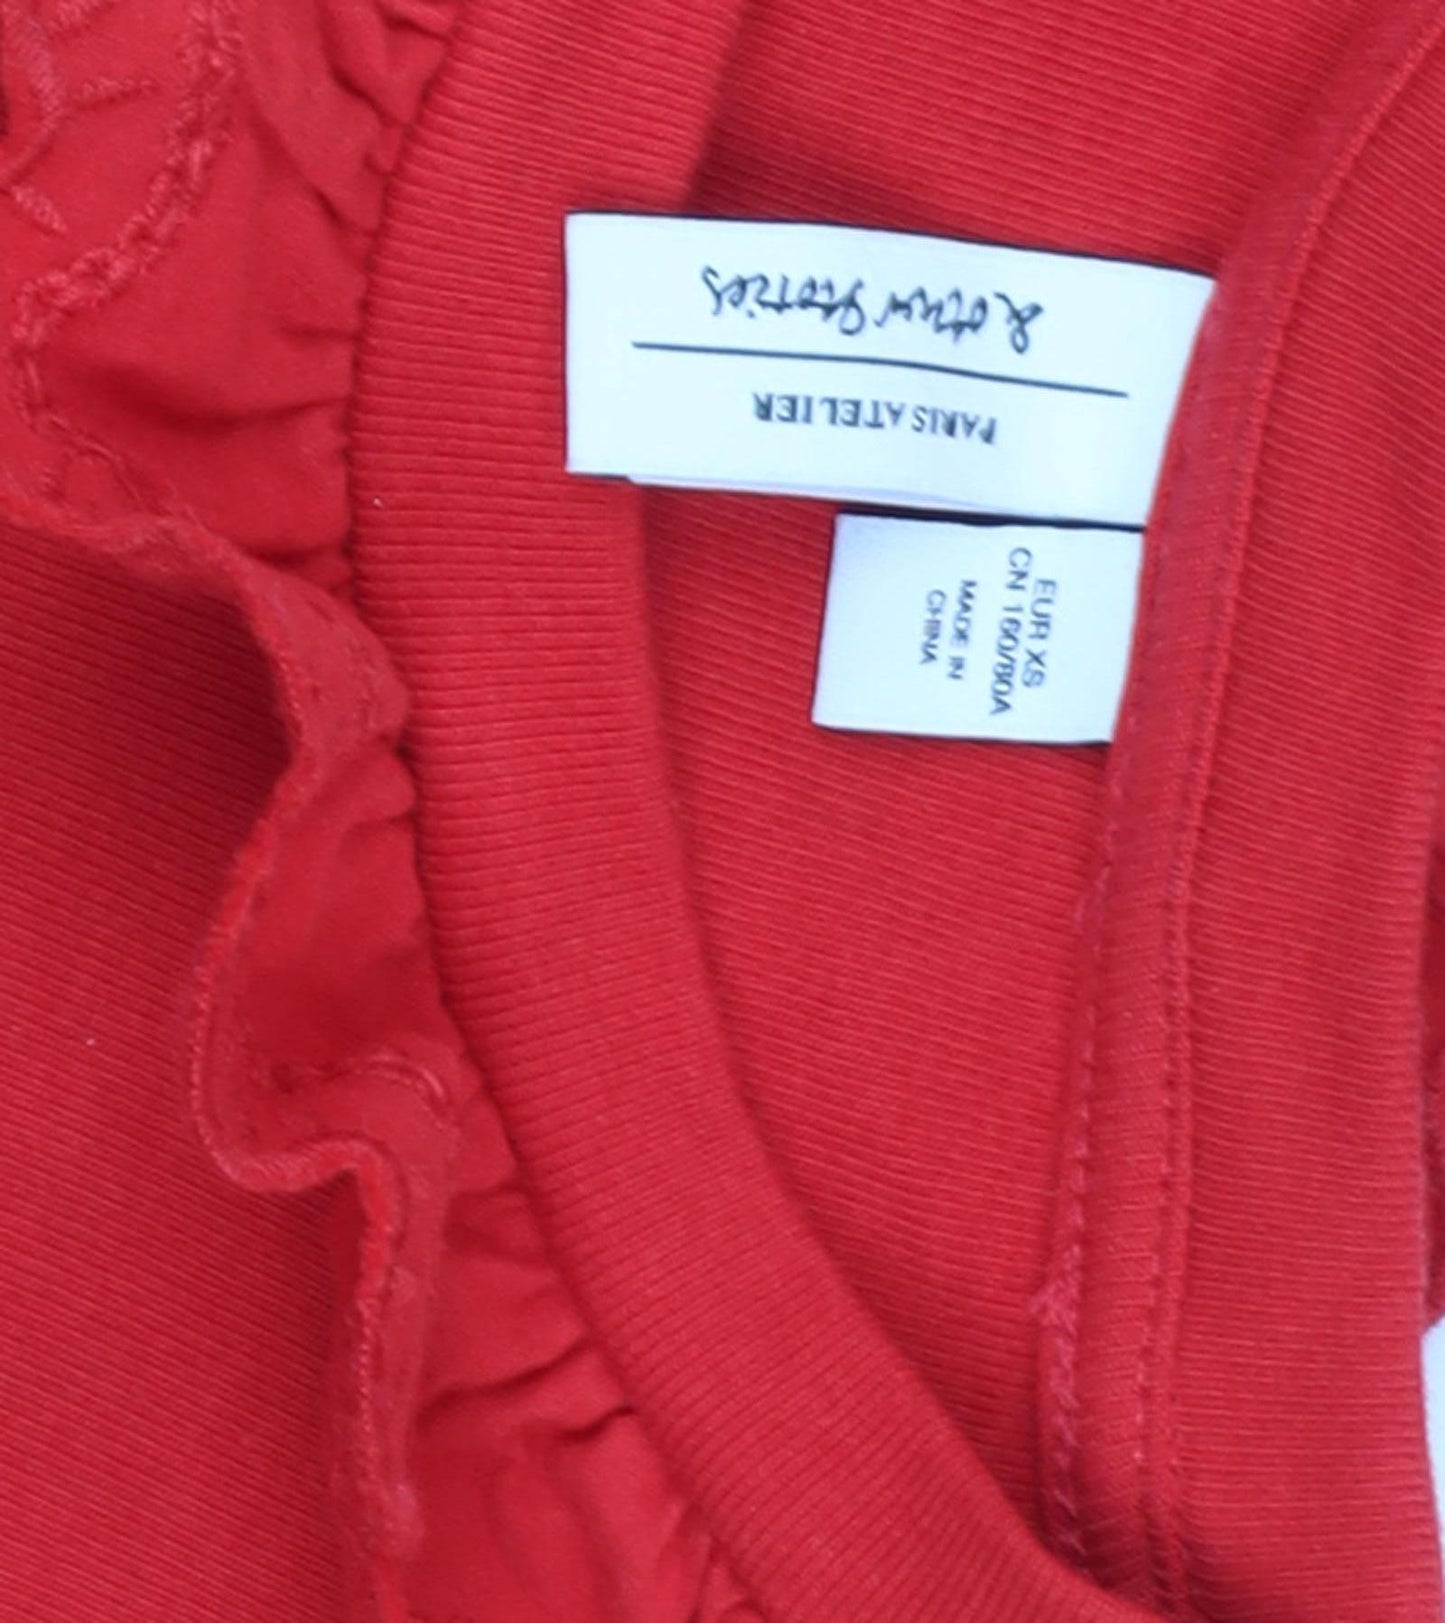 & other Stories
PARIS ATELIER
EUR XS
CN 160/80A
MADE IN
CHINA